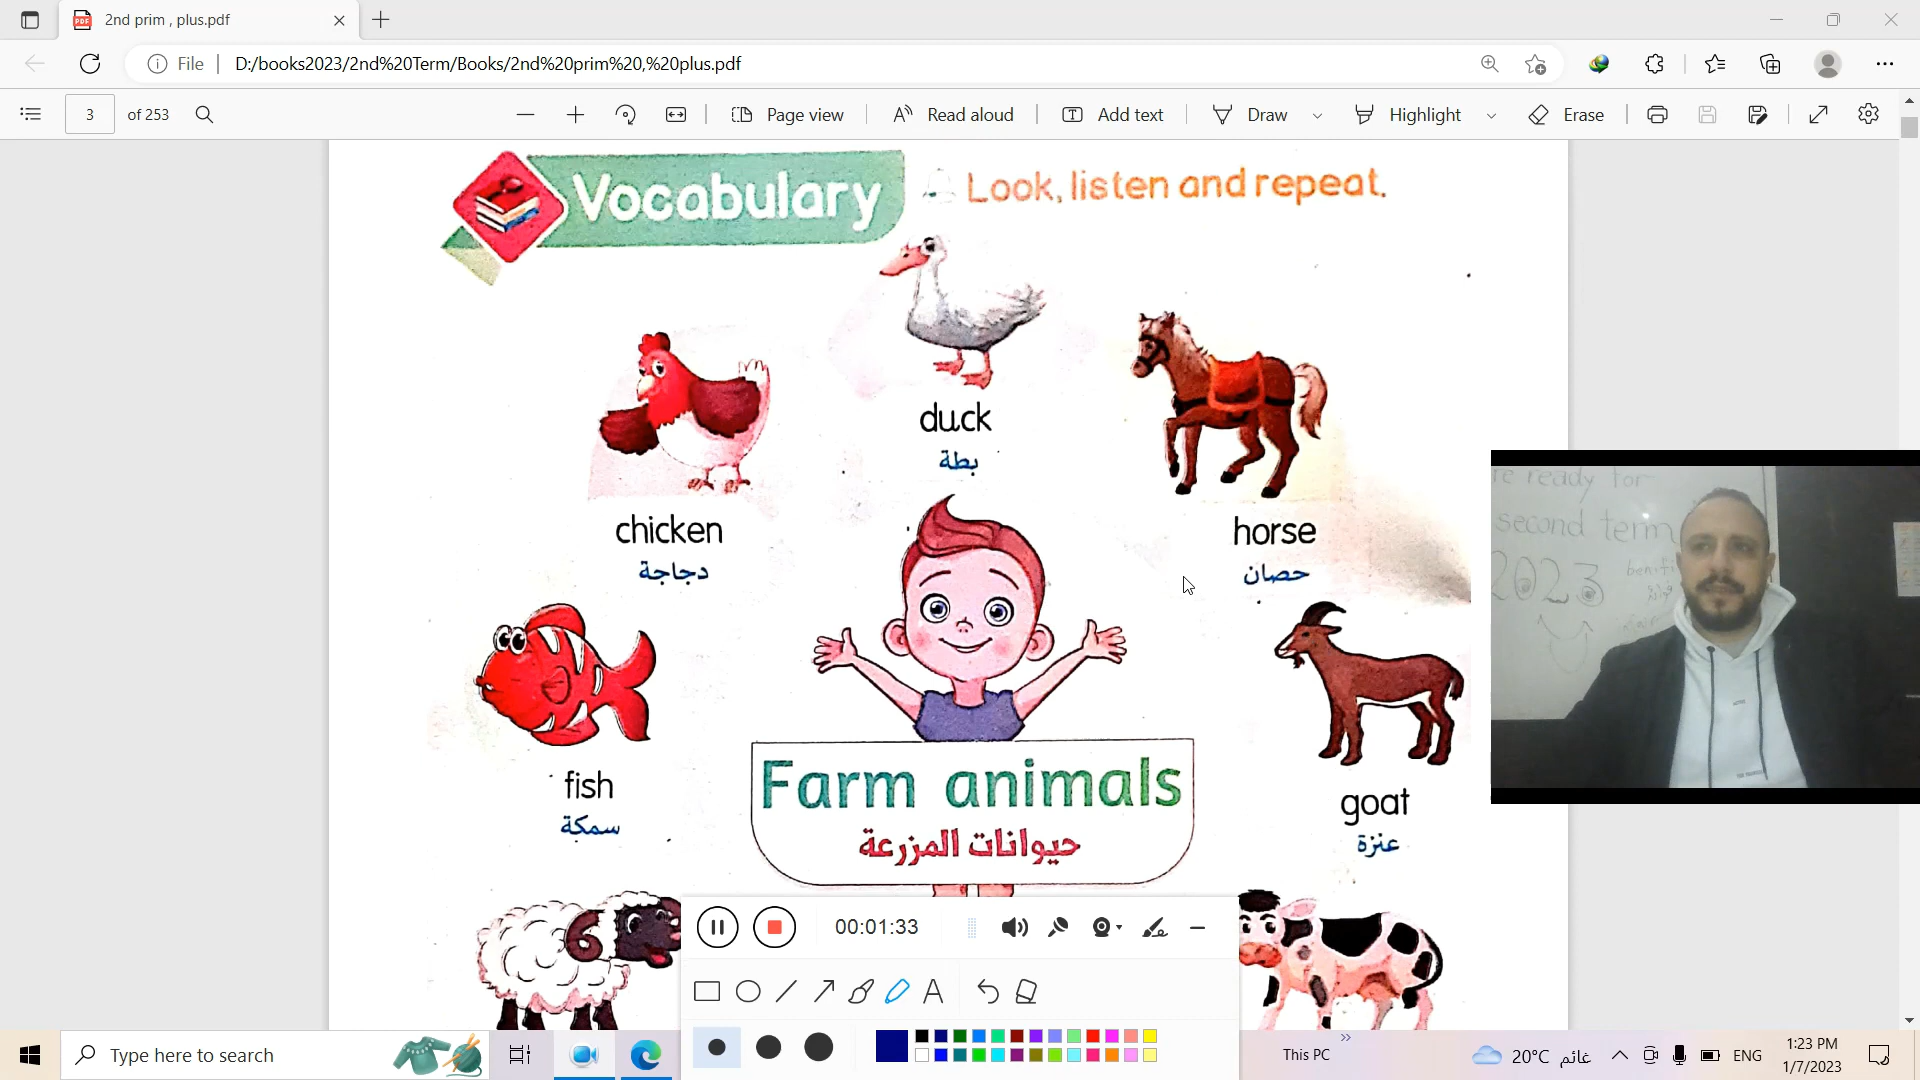 2nd prim , plus.pdf
File
D:/books2023/2nd%20Term/Books/2nd%20prim%20,%20plus.pdf
3 of 253
Page view
Read aloud
Add text
Draw
Highlight
Erase
Vocabulary
Look, listen and repeat.
duck
بطة
chicken
دجاجة
horse
حصان
fish
سمكة
goat
عنزة
Farm animals
حيوانات المزرعة
re ready for
second term
2023
00:01:33
Type here to search
This PC
20°C غائم
ENG
1:23 PM
1/7/2023